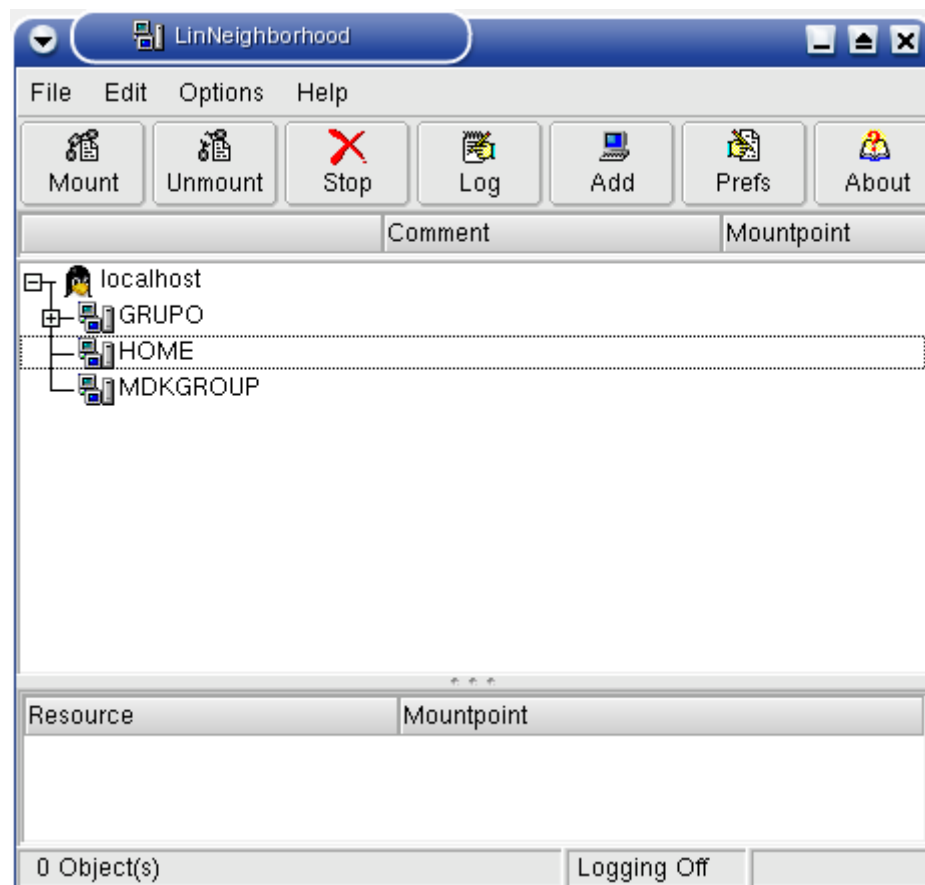 LinNeighborhood
File Edit Options Help
Mount Unmount Stop Log Add Prefs About
Comment Mountpoint
localhost
GRUPO
HOME
MDKGROUP
Resource Mountpoint
0 Object(s) Logging Off